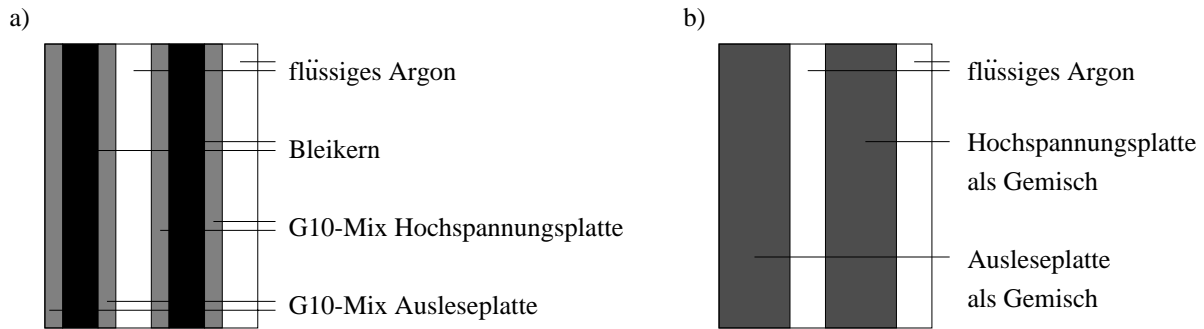 a)
flüssiges Argon
Bleikern
G10-Mix Hochspannungsplatte
G10-Mix Ausleseplatte
b)
flüssiges Argon
Hochspannungsplatte
als Gemisch
Ausleseplatte
als Gemisch